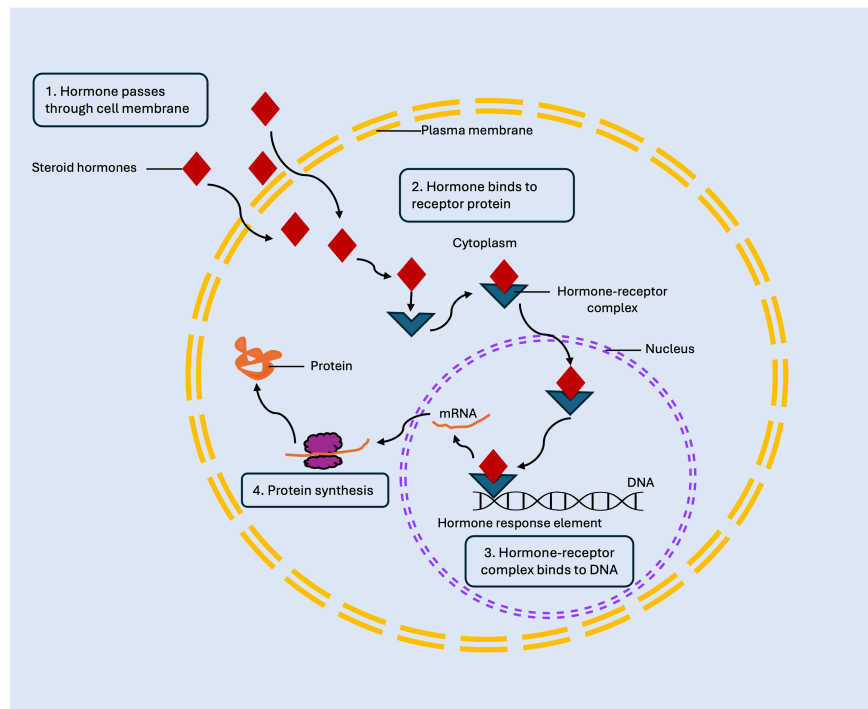 1. Hormone passes
through cell membrane
Plasma membrane
Steroid hormones
2. Hormone binds to
receptor protein
Cytoplasm
Hormone-receptor
complex
Nucleus
Protein
mRNA
4. Protein synthesis
DNA
Hormone response element
3. Hormone-receptor
complex binds to DNA